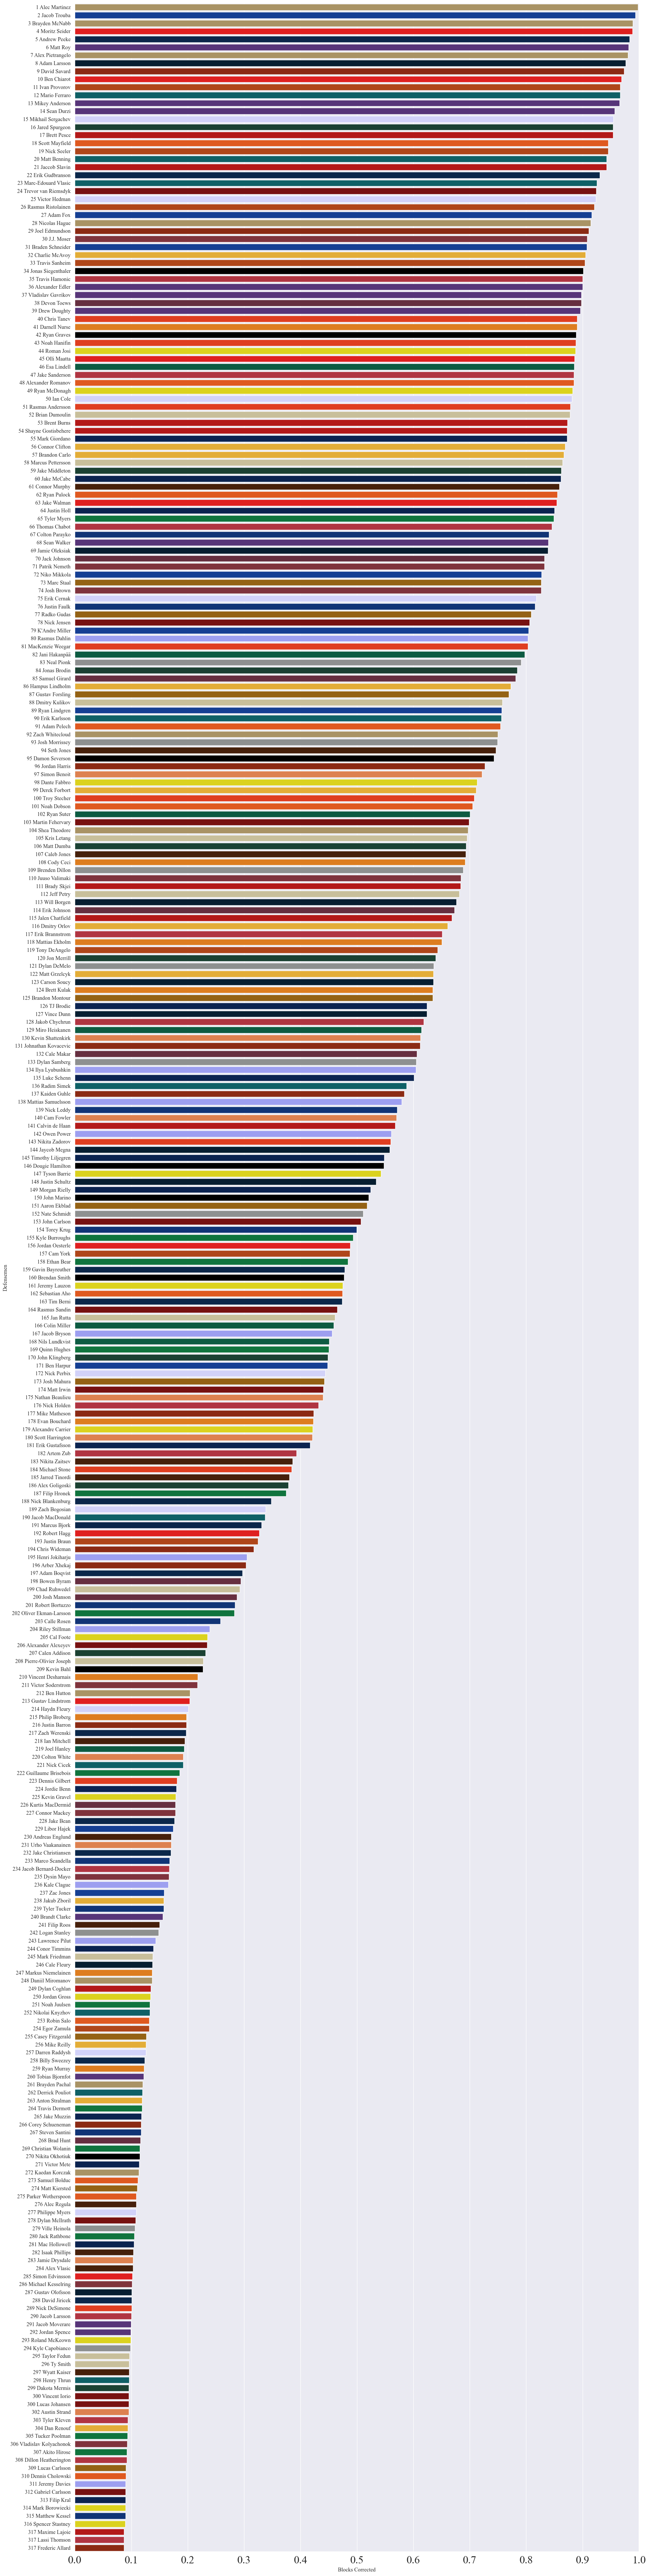 1 Alec Martinez
2 Jacob Trouba
3 Brayden McNabb
4 Moritz Seider
5 Andrew Peeke
6 Matt Roy
7 Alex Pietrangelo
8 Adam Larsson
9 David Savard
10 Ben Chiarot
11 Ivan Provorov
12 Mario Ferraro
13 Mikey Anderson
14 Sean Durzi
15 Mikhail Sergachev
16 Jared Spurgeon
17 Brett Pesce
18 Scott Mayfield
19 Nick Seeler
20 Matt Benning
21 Jaccob Slavin
22 Erik Gudbranson
23 Marc-Edouard Vlasic
24 Trevor van Riemsdyk
25 Victor Hedman
26 Rasmus Ristolainen
27 Adam Fox
28 Nicolas Hague
29 Joel Edmundson
30 J.J. Moser
31 Braden Schneider
32 Charlie McAvoy
33 Travis Sanheim
34 Jonas Siegenthaler
35 Travis Hamonic
36 Alexander Edler
37 Vladislav Gavrikov
38 Devon Toews
39 Drew Doughty
40 Chris Tanev
41 Darnell Nurse
42 Ryan Graves
43 Noah Hanifin
44 Roman Josi
45 Olli Maatta
46 Esa Lindell
47 Jake Sanderson
48 Alexander Romanov
49 Ryan McDonagh
50 Ian Cole
51 Rasmus Andersson
52 Brian Dumoulin
53 Brent Burns
54 Shayne Gostisbehere
55 Mark Giordano
56 Connor Clifton
57 Brandon Carlo
58 Marcus Pettersson
59 Jake Middleton
60 Jake McCabe
61 Connor Murphy
62 Ryan Pulock
63 Jake Walman
64 Justin Holl
65 Tyler Myers
66 Thomas Chabot
67 Colton Parayko
68 Sean Walker
69 Jamie Oleksiak
70 Jack Johnson
71 Patrik Nemeth
72 Niko Mikkola
73 Marc Staal
74 Josh Brown
75 Erik Cernak
76 Justin Faulk
77 Radko Gudas
78 Nick Jensen
79 K'Andre Miller
80 Rasmus Dahlin
81 MacKenzie Weegar
82 Jani Hakanpää
83 Neal Pionk
84 Jonas Brodin
85 Samuel Girard
86 Hampus Lindholm
87 Gustav Forsling
88 Dmitry Kulikov
89 Ryan Lindgren
90 Erik Karlsson
91 Adam Pelech
92 Zach Whitecloud
93 Josh Morrissey
94 Seth Jones
95 Damon Severson
96 Jordan Harris
97 Simon Benoit
98 Dante Fabbro
99 Derek Forbort
100 Troy Stecher
101 Noah Dobson
102 Ryan Suter
103 Martin Fehervary
104 Shea Theodore
105 Kris Letang
106 Matt Dumba
107 Caleb Jones
108 Cody Ceci
109 Brenden Dillon
110 Juuso Valimaki
111 Brady Skjei
112 Jeff Petry
113 Will Borgen
114 Erik Johnson
115 Jalen Chatfield
116 Dmitry Orlov
117 Erik Brannstrom
118 Mattias Ekholm
119 Tony DeAngelo
120 Jon Merrill
121 Dylan DeMelo
122 Matt Grzelcyk
123 Carson Soucy
124 Brett Kulak
125 Brandon Montour
126 TJ Brodie
127 Vince Dunn
128 Jakob Chychrun
129 Miro Heiskanen
130 Kevin Shattenkirk
131 Johnathan Kovacevic
132 Cale Makar
133 Dylan Samberg
134 Ilya Lyubushkin
135 Luke Schenn
136 Radim Simek
137 Kaiden Guhle
138 Mattias Samuelsson
139 Nick Leddy
140 Cam Fowler
141 Calvin de Haan
142 Owen Power
143 Nikita Zadorov
144 Jaycob Megna
145 Timothy Liljegren
146 Dougie Hamilton
147 Tyson Barrie
148 Justin Schultz
149 Morgan Rielly
150 John Marino
151 Aaron Ekblad
152 Nate Schmidt
153 John Carlson
154 Torey Krug
155 Kyle Burroughs
156 Jordan Oesterle
157 Cam York
158 Ethan Bear
159 Gavin Bayreuther
160 Brendan Smith
161 Jeremy Lauzon
162 Sebastian Aho
163 Tim Berni
164 Rasmus Sandin
165 Jan Rutta
166 Colin Miller
167 Jacob Bryson
168 Nils Lundkvist
169 Quinn Hughes
170 John Klingberg
171 Ben Harpur
172 Nick Perbix
173 Josh Mahura
174 Matt Irwin
175 Nathan Beaulieu
176 Nick Holden
177 Mike Matheson
178 Evan Bouchard
179 Alexandre Carrier
180 Scott Harrington
181 Erik Gustafsson
182 Artem Zub
183 Nikita Zaitsev
184 Michael Stone
185 Jarred Tinordi
186 Alex Goligoski
187 Filip Hronek
188 Nick Blankenburg
189 Zach Bogosian
190 Jacob MacDonald
191 Marcus Bjork
192 Robert Hagg
193 Justin Braun
194 Chris Wideman
195 Henri Jokiharju
196 Arber Xhekaj
197 Adam Boqvist
198 Bowen Byram
199 Chad Ruhwedel
200 Josh Manson
201 Robert Bortuzzo
202 Oliver Ekman-Larsson
203 Calle Rosen
204 Riley Stillman
205 Cal Foote
206 Alexander Alexeyev
207 Calen Addison
208 Pierre-Olivier Joseph
209 Kevin Bahl
210 Vincent Desharnais
211 Victor Soderstrom
212 Ben Hutton
213 Gustav Lindstrom
214 Haydn Fleury
215 Philip Broberg
216 Justin Barron
217 Zach Werenski
218 Ian Mitchell
219 Joel Hanley
220 Colton White
221 Nick Cicek
222 Guillaume Brisebois
223 Dennis Gilbert
224 Jordie Benn
225 Kevin Gravel
226 Kurtis MacDermid
227 Connor Mackey
228 Jake Bean
229 Libor Hajek
230 Andreas Englund
231 Urho Vaakanainen
232 Jake Christiansen
233 Marco Scandella
234 Jacob Bernard-Docker
235 Dysin Mayo
236 Kale Clague
237 Zac Jones
238 Jakub Zboril
239 Tyler Tucker
240 Brandt Clarke
241 Filip Roos
242 Logan Stanley
243 Lawrence Pilut
244 Conor Timmins
245 Mark Friedman
246 Cale Fleury
247 Markus Niemelainen
248 Daniil Miromanov
249 Dylan Coghlan
250 Jordan Gross
251 Noah Juulsen
252 Nikolai Knyzhov
253 Robin Salo
254 Egor Zamula
255 Casey Fitzgerald
256 Mike Reilly
257 Darren Raddysh
258 Billy Sweezey
259 Ryan Murray
260 Tobias Bjornfot
261 Brayden Pachal
262 Derrick Pouliot
263 Anton Stralman
264 Travis Dermott
265 Jake Muzzin
266 Corey Schueneman
267 Steven Santini
268 Brad Hunt
269 Christian Wolanin
270 Nikita Okhotiuk
271 Victor Mete
272 Kaedan Korczak
273 Samuel Bolduc
274 Matt Kiersted
275 Parker Wotherspoon
276 Alec Regula
277 Philippe Myers
278 Dylan McIlrath
279 Ville Heinola
280 Jack Rathbone
281 Mac Hollowell
282 Isaak Phillips
283 Jamie Drysdale
284 Alex Vlasic
285 Simon Edvinsson
286 Michael Kesselring
287 Gustav Olofsson
288 David Jiricek
289 Nick DeSimone
290 Jacob Larsson
291 Jacob Moverare
292 Jordan Spence
293 Roland McKeown
294 Kyle Capobianco
295 Taylor Fedun
296 Ty Smith
297 Wyatt Kaiser
298 Henry Thrun
299 Dakota Mermis
300 Vincent Iorio
300 Lucas Johansen
302 Austin Strand
303 Tyler Kleven
304 Dan Renouf
305 Tucker Poolman
306 Vladislav Kolyachonok
307 Akito Hirose
308 Dillon Heatherington
309 Lucas Carlsson
310 Dennis Cholowski
311 Jeremy Davies
312 Gabriel Carlsson
313 Filip Kral
314 Mark Borowiecki
315 Matthew Kessel
316 Spencer Stastney
317 Maxime Lajoie
317 Lassi Thomson
317 Frederic Allard
Defensemen
0.0 0.1 0.2 0.3 0.4 0.5 0.6 0.7 0.8 0.9 1.0
Blocks Corrected